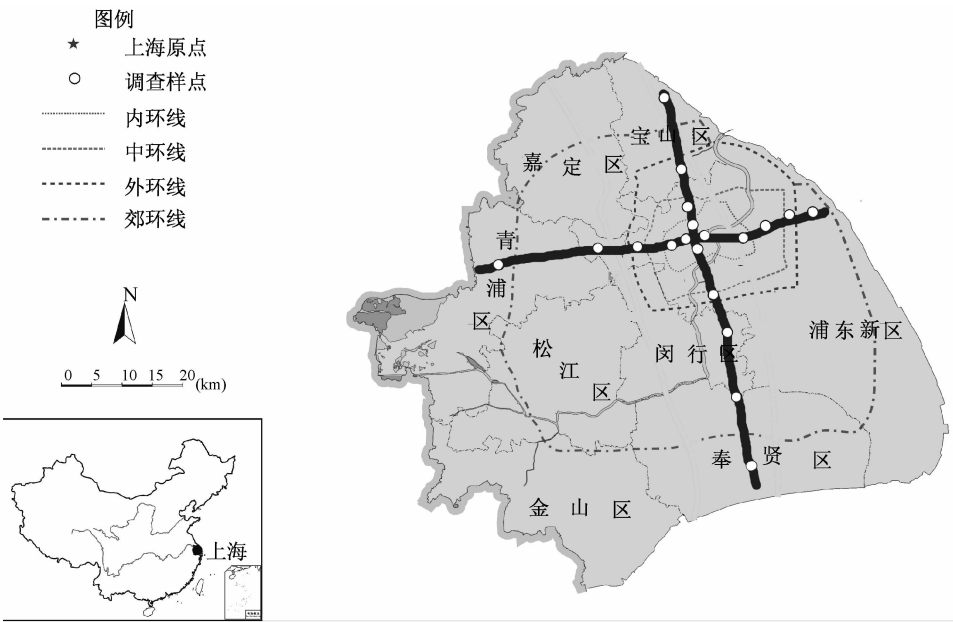 图例
上海原点
调查样点
内环线
中环线
外环线
郊环线
N
0 5 10 15 20 (km)
宝山区
嘉定区
青浦区
松江区
闵行区
浦东新区
奉贤区
金山区
上海